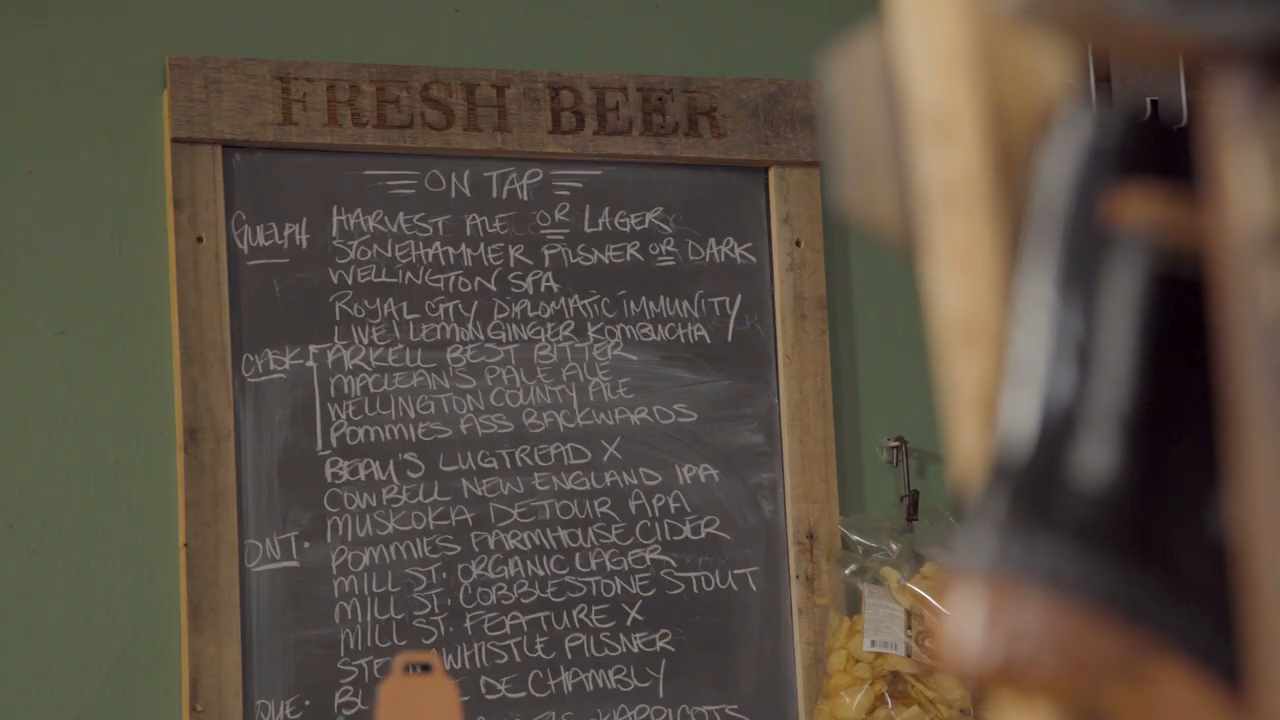 FRESH BEER
ON TAP
GUELPH HARVEST ALE OR LAGER
STONEHAMMER PILSNER OR DARK
WELLINGTON SPA
ROYAL CITY DIPLOMATIC IMMUNITY
LIVE! LEMON GINGER KOMBUCHA
CASK ARKELL BEST BITTER
MACLEAN'S PALE ALE
WELLINGTON COUNTY ALE
POMMIES ASS BACKWARDS
BEAU'S LUGTREAD X
COWBELL NEW ENGLAND IPA
MUSKOKA DETOUR APA
ONT. POMMIES FARMHOUSE CIDER
MILL ST. ORGANIC LAGER
MILL ST. COBBLESTONE STOUT
MILL ST. FEATURE X
WHISTLE PILSNER
QUE. DE CHAMBLY
APRICOTS